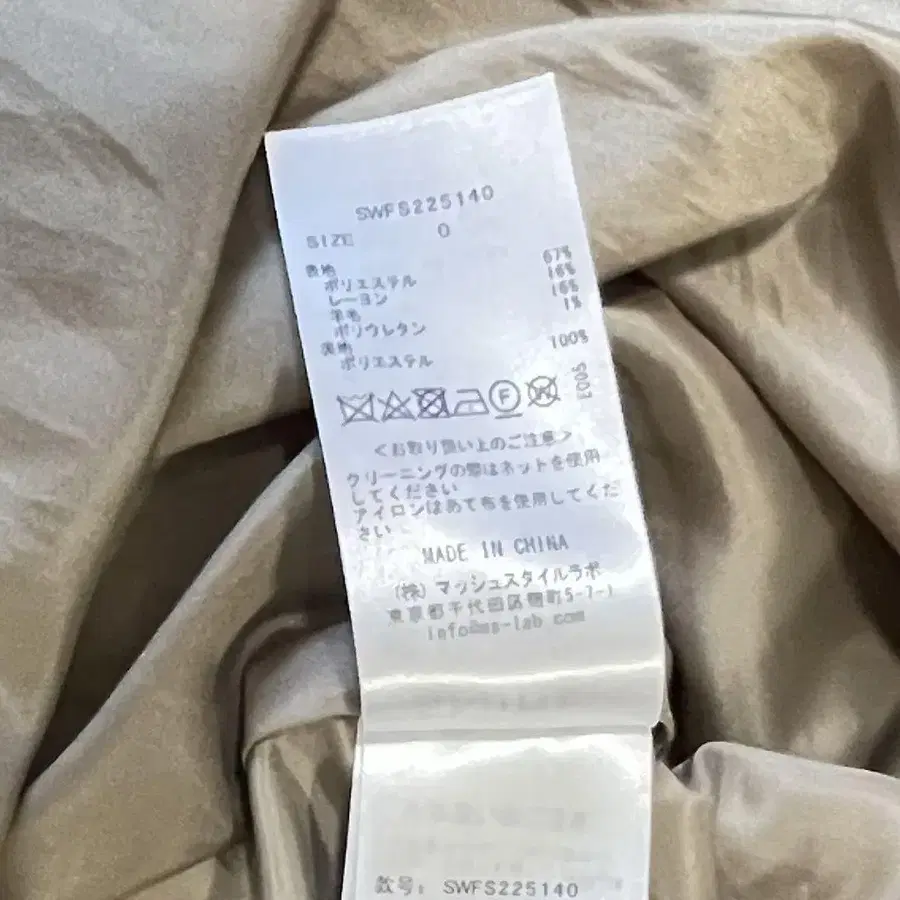 SWFS225140
SIZE 0
表地
67%
ポリエステル 16%
レーヨン 16%
羊毛 1%
ポリウレタン
裏地 100%
ポリエステル
F
W
E00S
<お取り扱い上のご注意>
クリーニングの際はネットを使用
してください
アイロンはあて布を使用してくだ
さい
MADE IN CHINA
(株)マッシュスタイルラボ
東京都千代田区麹町5-7-1
info@ms-lab.com
款号: SWFS225140